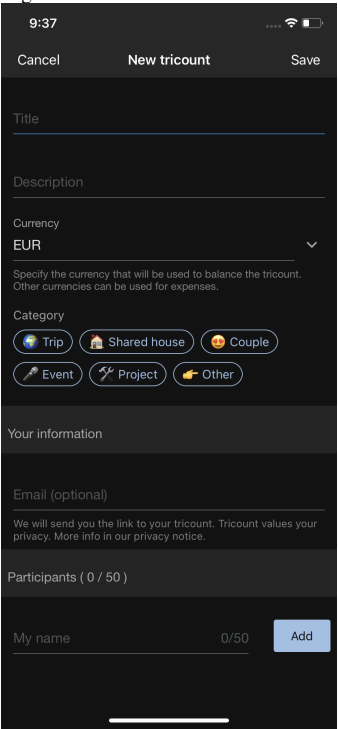 9:37
Cancel New tricount Save
Title
Description
Currency
EUR
Specify the currency that will be used to balance the tricount.
Other currencies can be used for expenses.
Category
Trip Shared house Couple
Event Project Other
Your information
Email (optional)
We will send you the link to your tricount. Tricount values your
privacy. More info in our privacy notice.
Participants ( 0 / 50 )
My name 0/50 Add